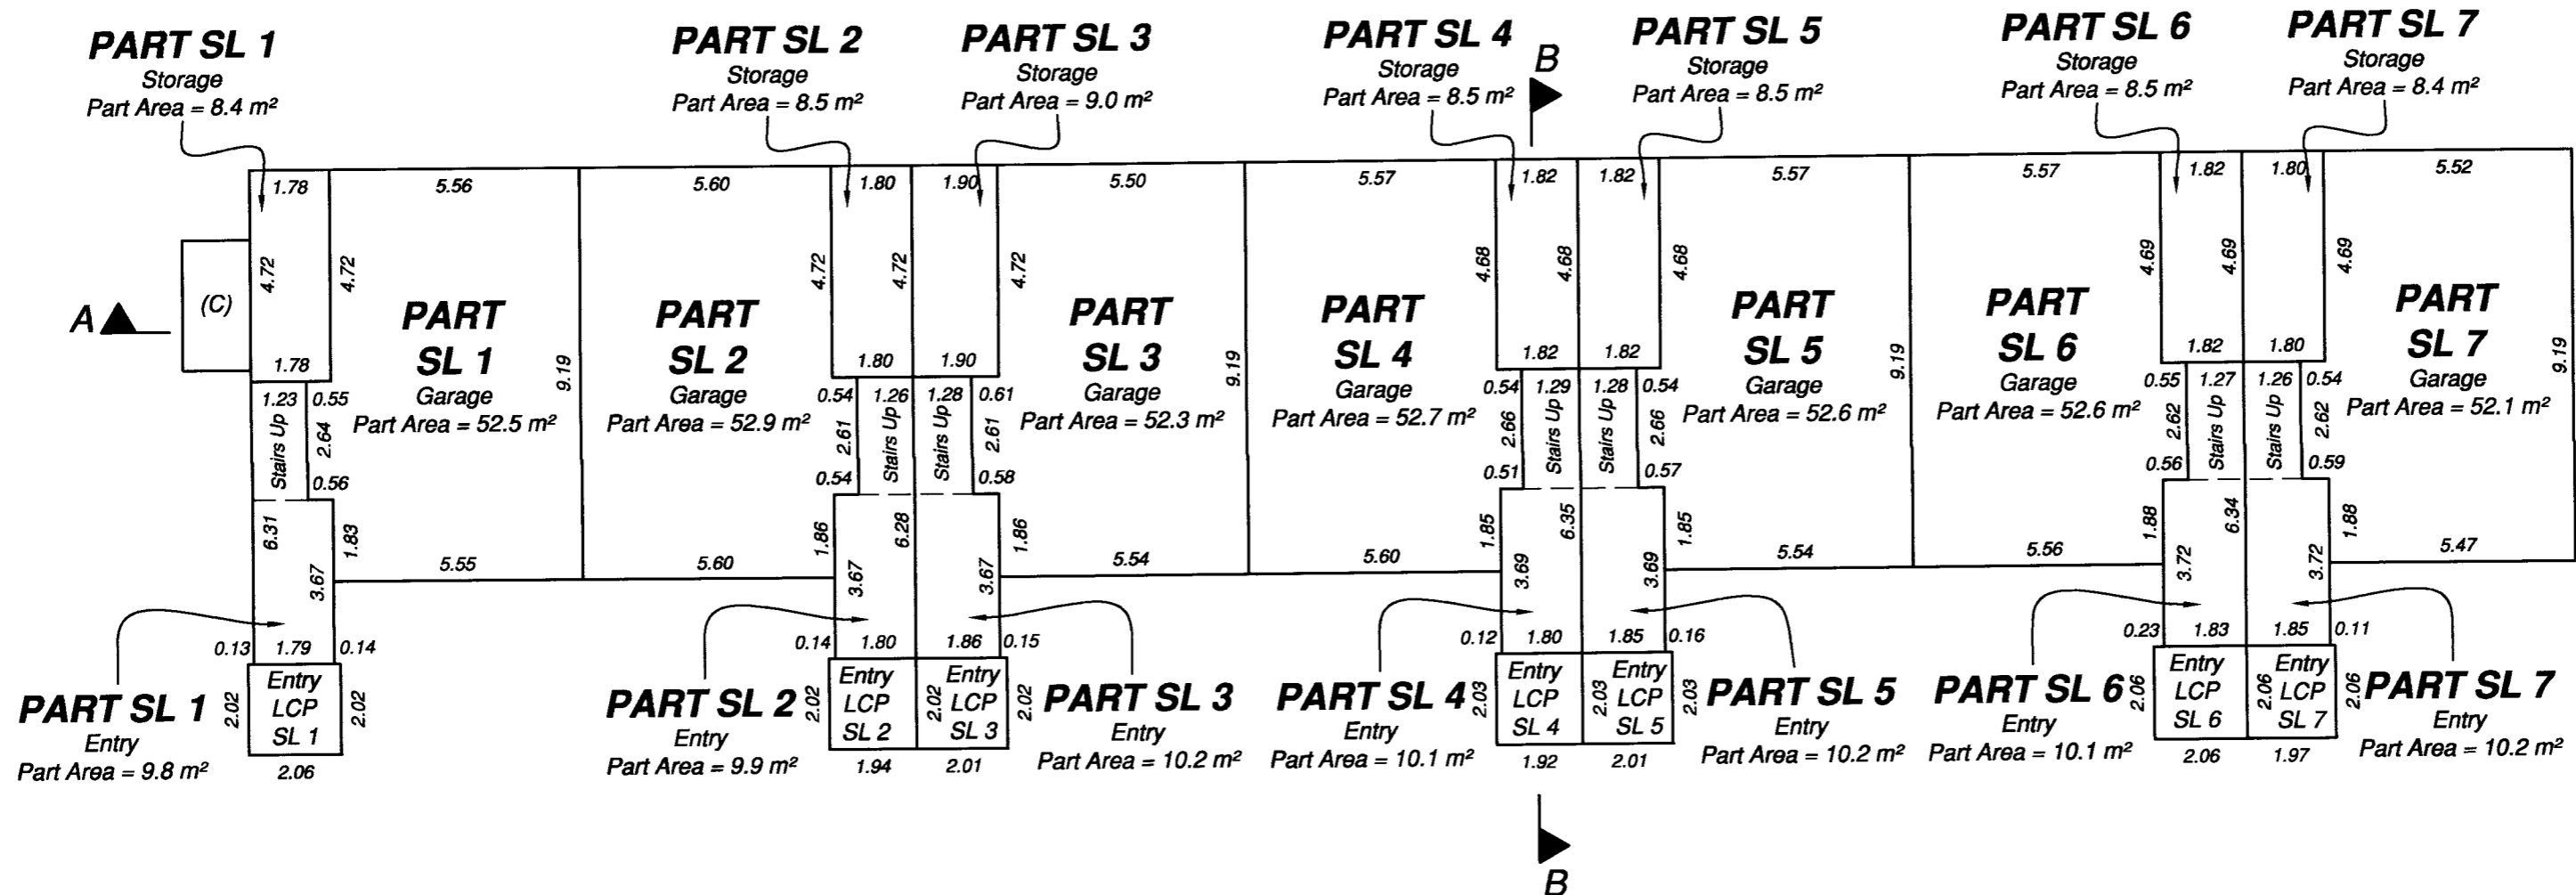 PART SL 1
Storage
Part Area = 8.4 m²
PART SL 2
Storage
Part Area = 8.5 m²
PART SL 3
Storage
Part Area = 9.0 m²
PART SL 4
Storage
Part Area = 8.5 m²
B
PART SL 5
Storage
Part Area = 8.5 m²
PART SL 6
Storage
Part Area = 8.5 m²
PART SL 7
Storage
Part Area = 8.4 m²
1.78
5.56
5.60
1.80
1.90
5.50
5.57
1.82
1.82
5.57
5.57
1.82
1.80
5.52
4.72
4.72
4.72
4.72
4.72
4.68
4.68
4.68
4.69
4.69
4.69
A
(C)
PART
SL 1
Garage
Part Area = 52.5 m²
9.19
PART
SL 2
Garage
Part Area = 52.9 m²
PART
SL 3
Garage
Part Area = 52.3 m²
9.19
PART
SL 4
Garage
Part Area = 52.7 m²
PART
SL 5
Garage
Part Area = 52.6 m²
9.19
PART
SL 6
Garage
Part Area = 52.6 m²
PART
SL 7
Garage
Part Area = 52.1 m²
9.19
1.78
1.80
1.90
1.82
1.82
1.82
1.80
1.23
0.55
0.54
1.26
1.28
0.61
0.54
1.29
1.28
0.54
0.55
1.27
1.26
0.54
Stairs Up
2.64
2.61
Stairs Up
Stairs Up
2.61
2.66
Stairs Up
Stairs Up
2.66
2.62
Stairs Up
Stairs Up
2.62
0.56
0.54
0.58
0.51
0.57
0.56
0.59
6.31
1.83
1.86
6.28
1.86
1.85
6.35
1.85
1.88
6.34
1.88
5.55
5.60
5.54
5.60
5.54
5.56
5.47
3.67
3.67
3.67
3.69
3.69
3.72
3.72
0.13
1.79
0.14
0.14
1.80
1.86
0.15
0.12
1.80
1.85
0.16
0.23
1.83
1.85
0.11
PART SL 1
Entry
Part Area = 9.8 m²
2.02
Entry
LCP
SL 1
2.02
2.06
PART SL 2
Entry
Part Area = 9.9 m²
2.02
Entry
LCP
SL 2
1.94
2.02
Entry
LCP
SL 3
2.02
2.01
PART SL 3
Entry
Part Area = 10.2 m²
PART SL 4
Entry
Part Area = 10.1 m²
2.03
Entry
LCP
SL 4
1.92
2.03
Entry
LCP
SL 5
2.03
2.01
PART SL 5
Entry
Part Area = 10.2 m²
PART SL 6
Entry
Part Area = 10.1 m²
2.06
Entry
LCP
SL 6
2.06
2.06
Entry
LCP
SL 7
2.06
1.97
PART SL 7
Entry
Part Area = 10.2 m²
B